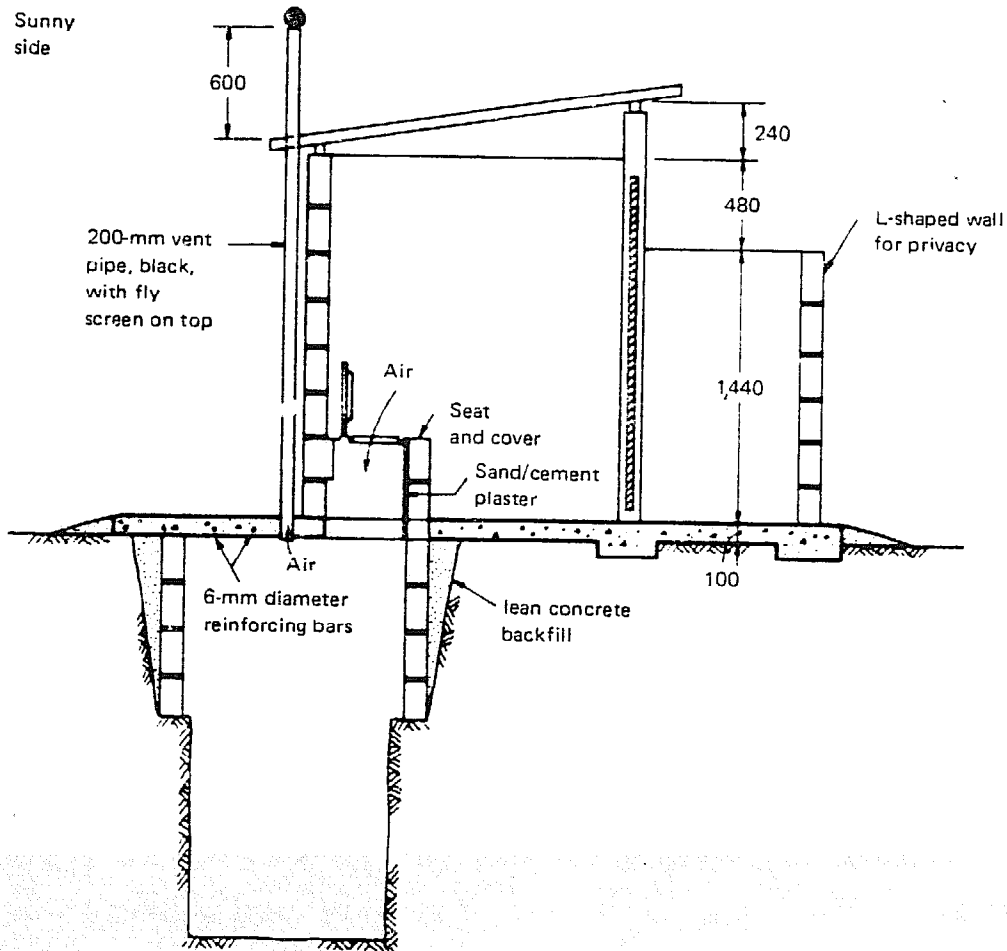 Sunny
side
600
240
480
L-shaped wall
for privacy
200-mm vent
pipe, black,
with fly
screen on top
Air
1,440
Seat
and cover
Sand/cement
plaster
Air
100
6-mm diameter
reinforcing bars
lean concrete
backfill